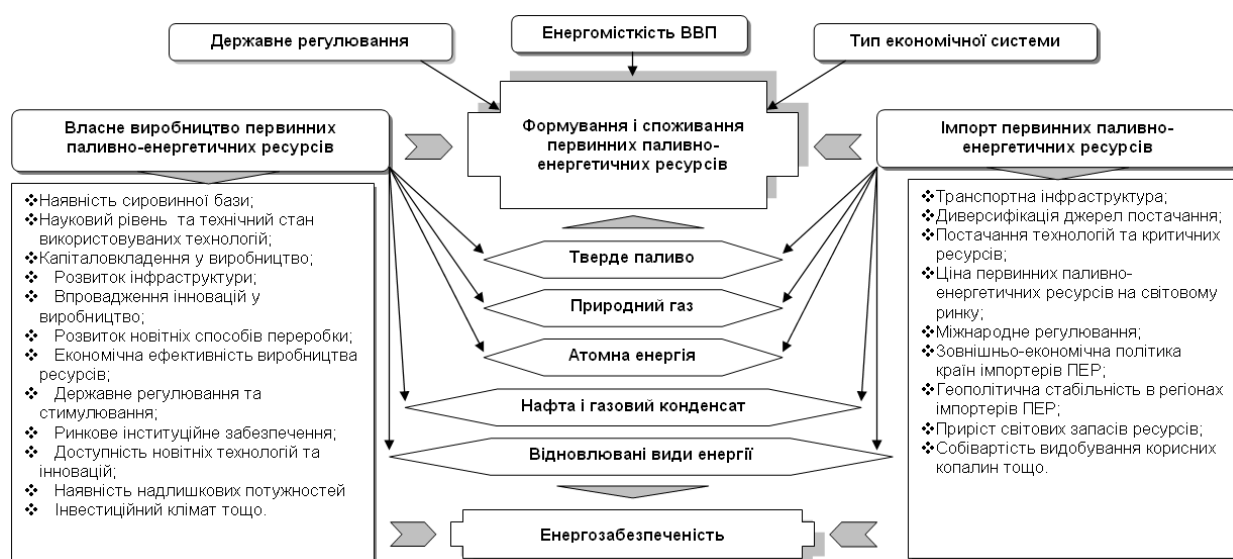 Державне регулювання
Енергомісткість ВВП
Тип економічної системи
Власне виробництво первинних
паливно-енергетичних ресурсів
Формування і споживання
первинних паливно-
енергетичних ресурсів
Імпорт первинних паливно-
енергетичних ресурсів
❖Наявність сировинної бази;
❖Науковий рівень та технічний стан
використовуваних технологій;
❖Капіталовкладення у виробництво;
❖ Розвиток інфраструктури;
❖ Впровадження інновацій у
виробництво;
❖ Розвиток новітніх способів переробки;
❖ Економічна ефективність виробництва
ресурсів;
❖ Державне регулювання та
стимулювання;
❖ Ринкове інституційне забезпечення;
❖ Доступність новітніх технологій та
інновацій;
❖ Наявність надлишкових потужностей
❖ Інвестиційний клімат тощо.
Тверде паливо
Природний газ
Атомна енергія
Нафта і газовий конденсат
Відновлювані види енергії
Енергозабезпеченість
❖Транспортна інфраструктура;
❖Диверсифікація джерел постачання;
❖Постачання технологій та критичних
ресурсів;
❖Ціна первинних паливно-
енергетичних ресурсів на світовому
ринку;
❖Міжнародне регулювання;
❖Зовнішньо-економічна політика
країн імпортерів ПЕР;
❖Геополітична стабільність в регіонах
імпортерів ПЕР;
❖Приріст світових запасів ресурсів;
❖Собівартість видобування корисних
копалин тощо.